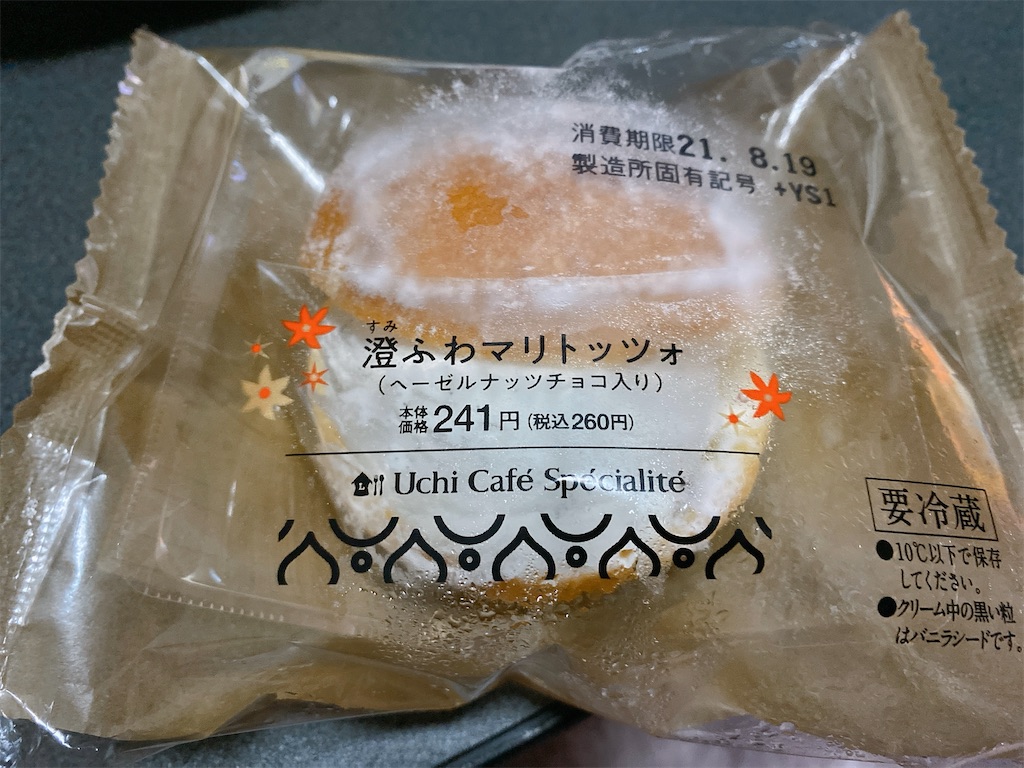 消費期限21. 8.19
製造所固有記号 +YS1
すみ
澄ふわマリトッツォ
(ヘーゼルナッツチョコ入り)
本体価格241円(税込260円)
Uchi Café Spécialité
要冷蔵
●10℃以下で保存
してください。
●クリーム中の黒い粒
はバニラシードです。